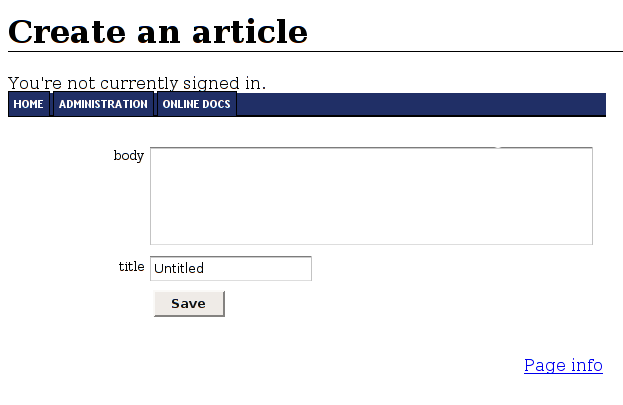 Create an article
You're not currently signed in.
HOME ADMINISTRATION ONLINE DOCS
body
title Untitled
Save
Page info